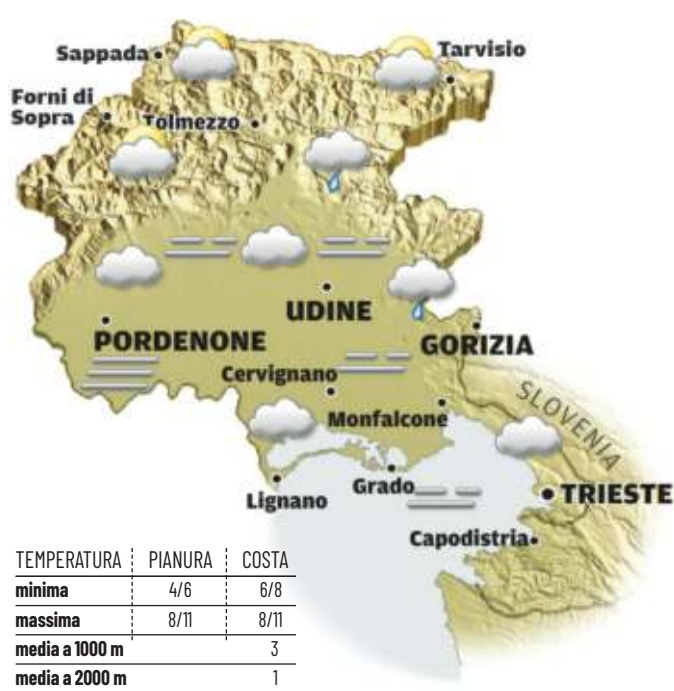 Sappada
Tarvisio
Forni di
Sopra
Tolmezzo
UDINE
PORDENONE
GORIZIA
Cervignano
SLOVENIA
Monfalcone
Lignano
Grado
TRIESTE
Capodistria
TEMPERATURA PIANURA COSTA
minima 4/6 6/8
massima 8/11 8/11
media a 1000 m 3
media a 2000 m 1